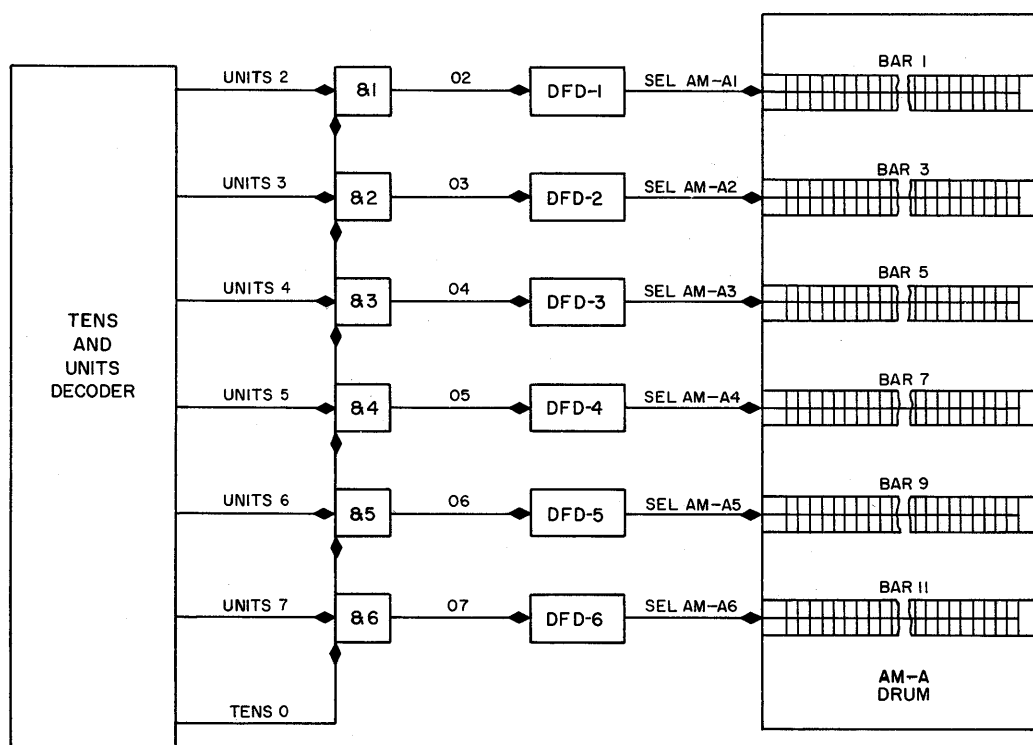 BAR 1
UNITS 2 &1 02 DFD-1 SEL AM-A1
BAR 3
UNITS 3 &2 03 DFD-2 SEL AM-A2
BAR 5
UNITS 4 &3 04 DFD-3 SEL AM-A3
TENS
AND
UNITS
DECODER
BAR 7
UNITS 5 &4 05 DFD-4 SEL AM-A4
BAR 9
UNITS 6 &5 06 DFD-5 SEL AM-A5
BAR 11
UNITS 7 &6 07 DFD-6 SEL AM-A6
AM-A
DRUM
TENS 0